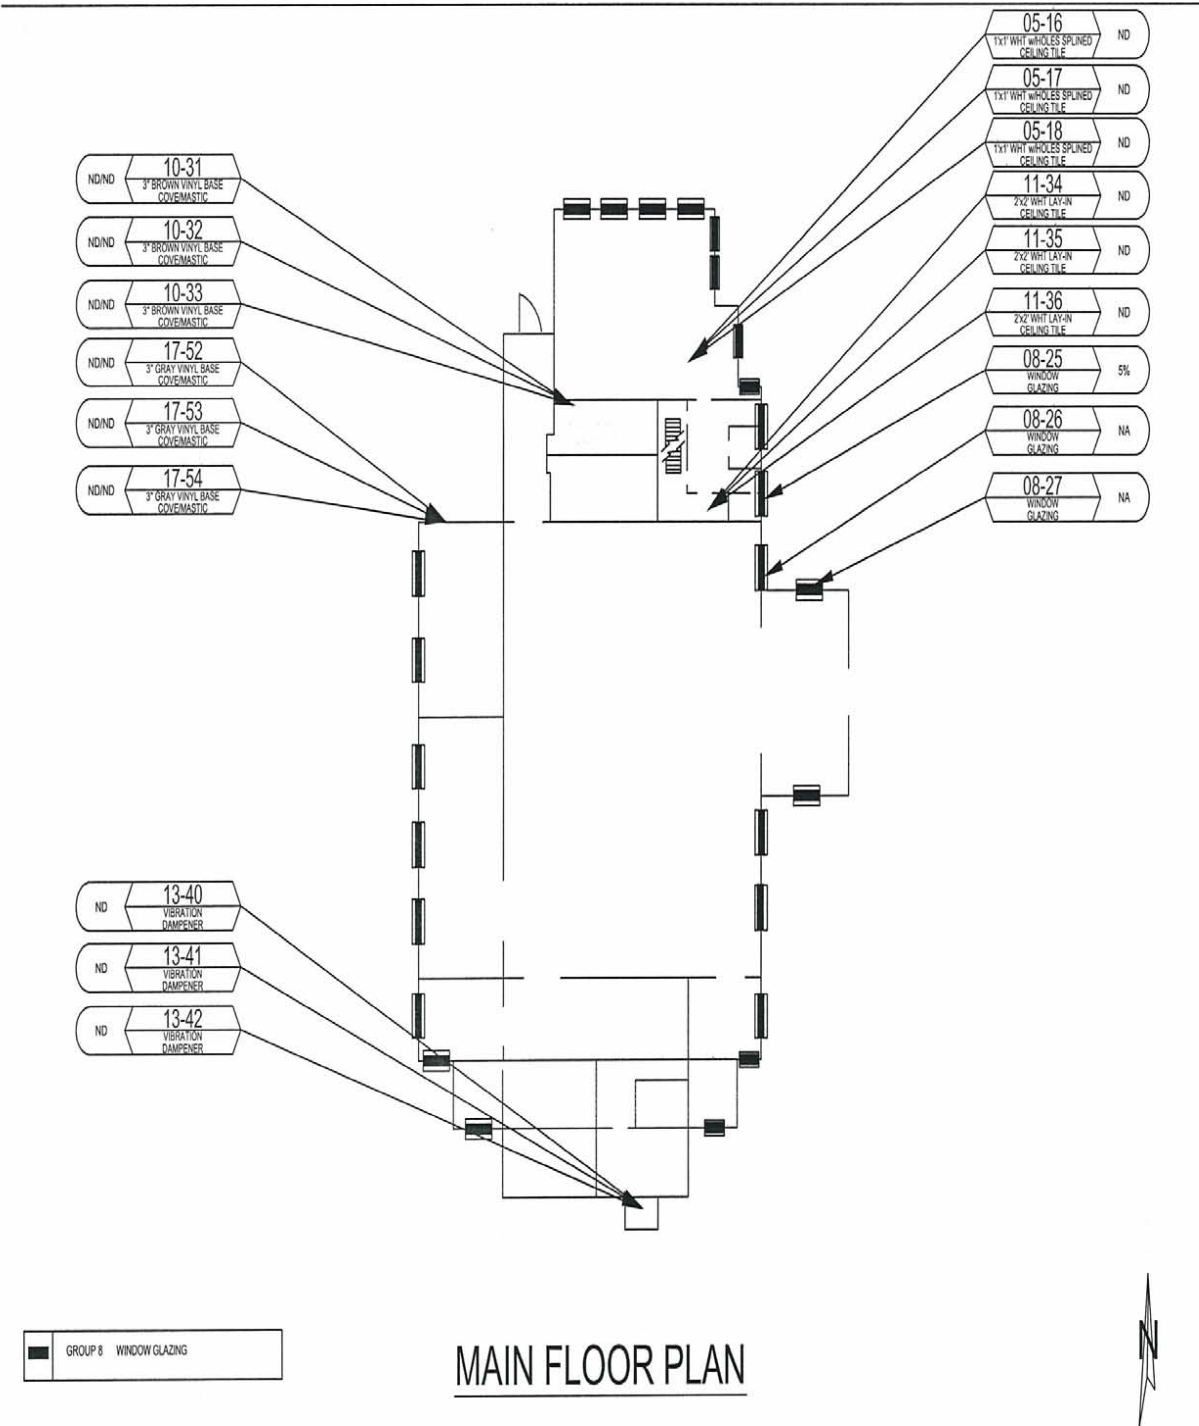 05-16
1'x1' WHT w/HOLES SPLINED
CEILING TILE
ND
05-17
1'x1' WHT w/HOLES SPLINED
CEILING TILE
ND
05-18
1'x1' WHT w/HOLES SPLINED
CEILING TILE
ND
11-34
2'x2' WHT LAY-IN
CEILING TILE
ND
11-35
2'x2' WHT LAY-IN
CEILING TILE
ND
11-36
2'x2' WHT LAY-IN
CEILING TILE
ND
08-25
WINDOW
GLAZING
5%
08-26
WINDOW
GLAZING
NA
08-27
WINDOW
GLAZING
NA
ND/ND
10-31
3" BROWN VINYL BASE
COVE/MASTIC
ND/ND
10-32
3" BROWN VINYL BASE
COVE/MASTIC
ND/ND
10-33
3" BROWN VINYL BASE
COVE/MASTIC
ND/ND
17-52
3" GRAY VINYL BASE
COVE/MASTIC
ND/ND
17-53
3" GRAY VINYL BASE
COVE/MASTIC
ND/ND
17-54
3" GRAY VINYL BASE
COVE/MASTIC
ND
13-40
VIBRATION
DAMPENER
ND
13-41
VIBRATION
DAMPENER
ND
13-42
VIBRATION
DAMPENER
GROUP 8 WINDOW GLAZING
MAIN FLOOR PLAN
N